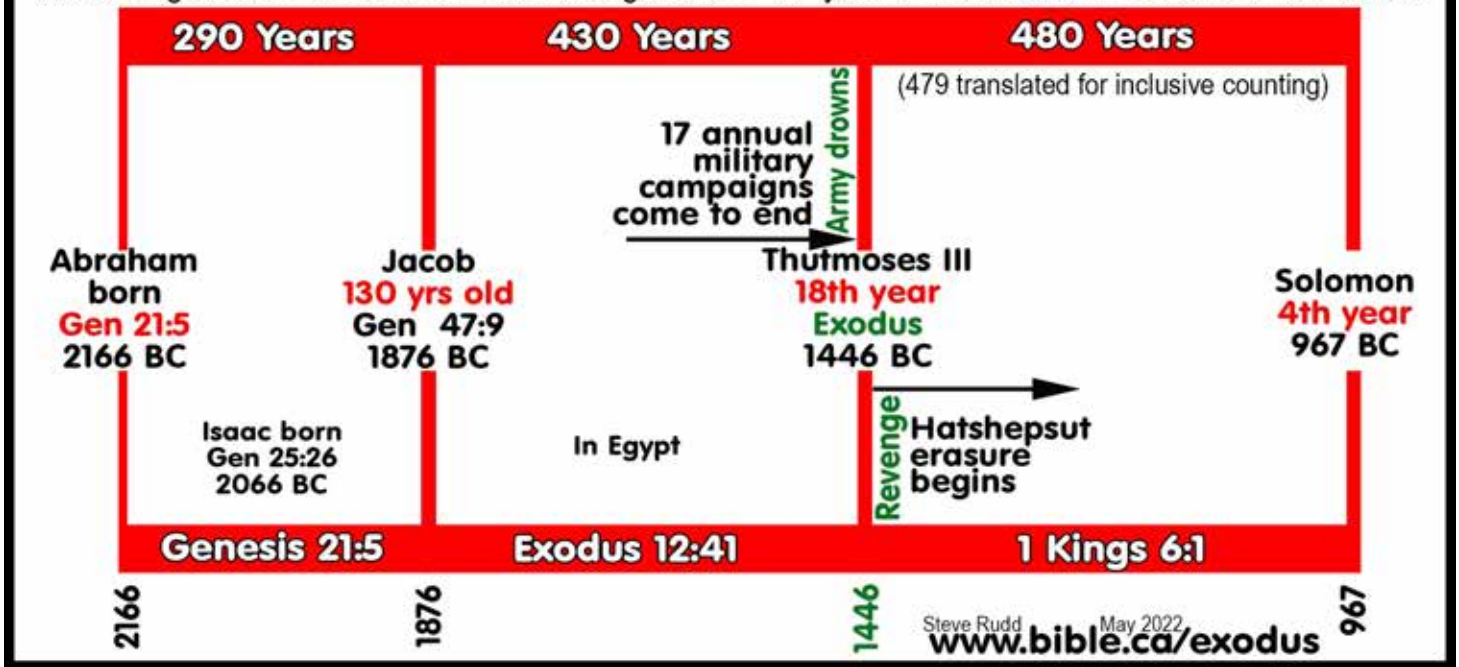 290 Years
430 Years
480 Years
(479 translated for inclusive counting)
Army drowns
17 annual
military
campaigns
come to end
Abraham
born
Gen 21:5
2166 BC
Jacob
130 yrs old
Gen 47:9
1876 BC
Thutmoses III
18th year
Exodus
1446 BC
Solomon
4th year
967 BC
Isaac born
Gen 25:26
2066 BC
In Egypt
Revenge
Hatshepsut
erasure
begins
Genesis 21:5
Exodus 12:41
1 Kings 6:1
2166
1876
1446
967
Steve Rudd May 2022
www.bible.ca/exodus